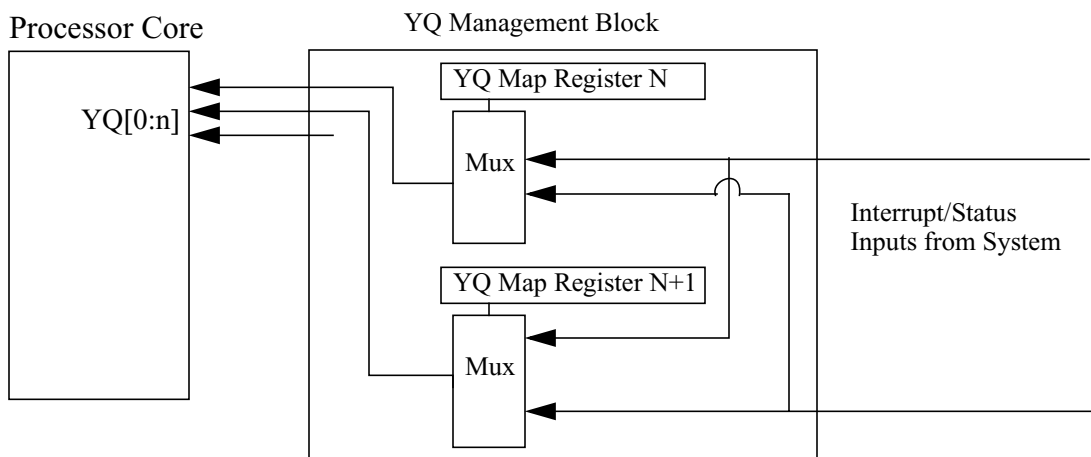 YQ Management Block
Processor Core
YQ Map Register N
YQ[0:n]
Mux
Interrupt/Status
Inputs from System
YQ Map Register N+1
Mux